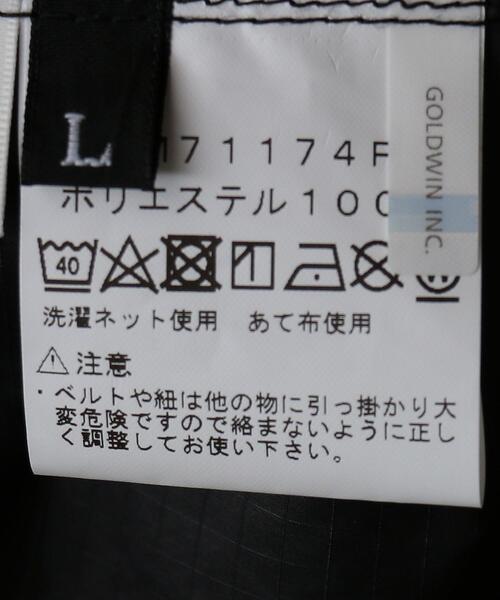 L
71174F
ポリエステル100
GOLDWIN INC.
40
洗濯ネット使用 あて布使用
注意
・ベルトや紐は他の物に引っ掛かり大
変危険ですので絡まないように正し
く調整してお使い下さい。